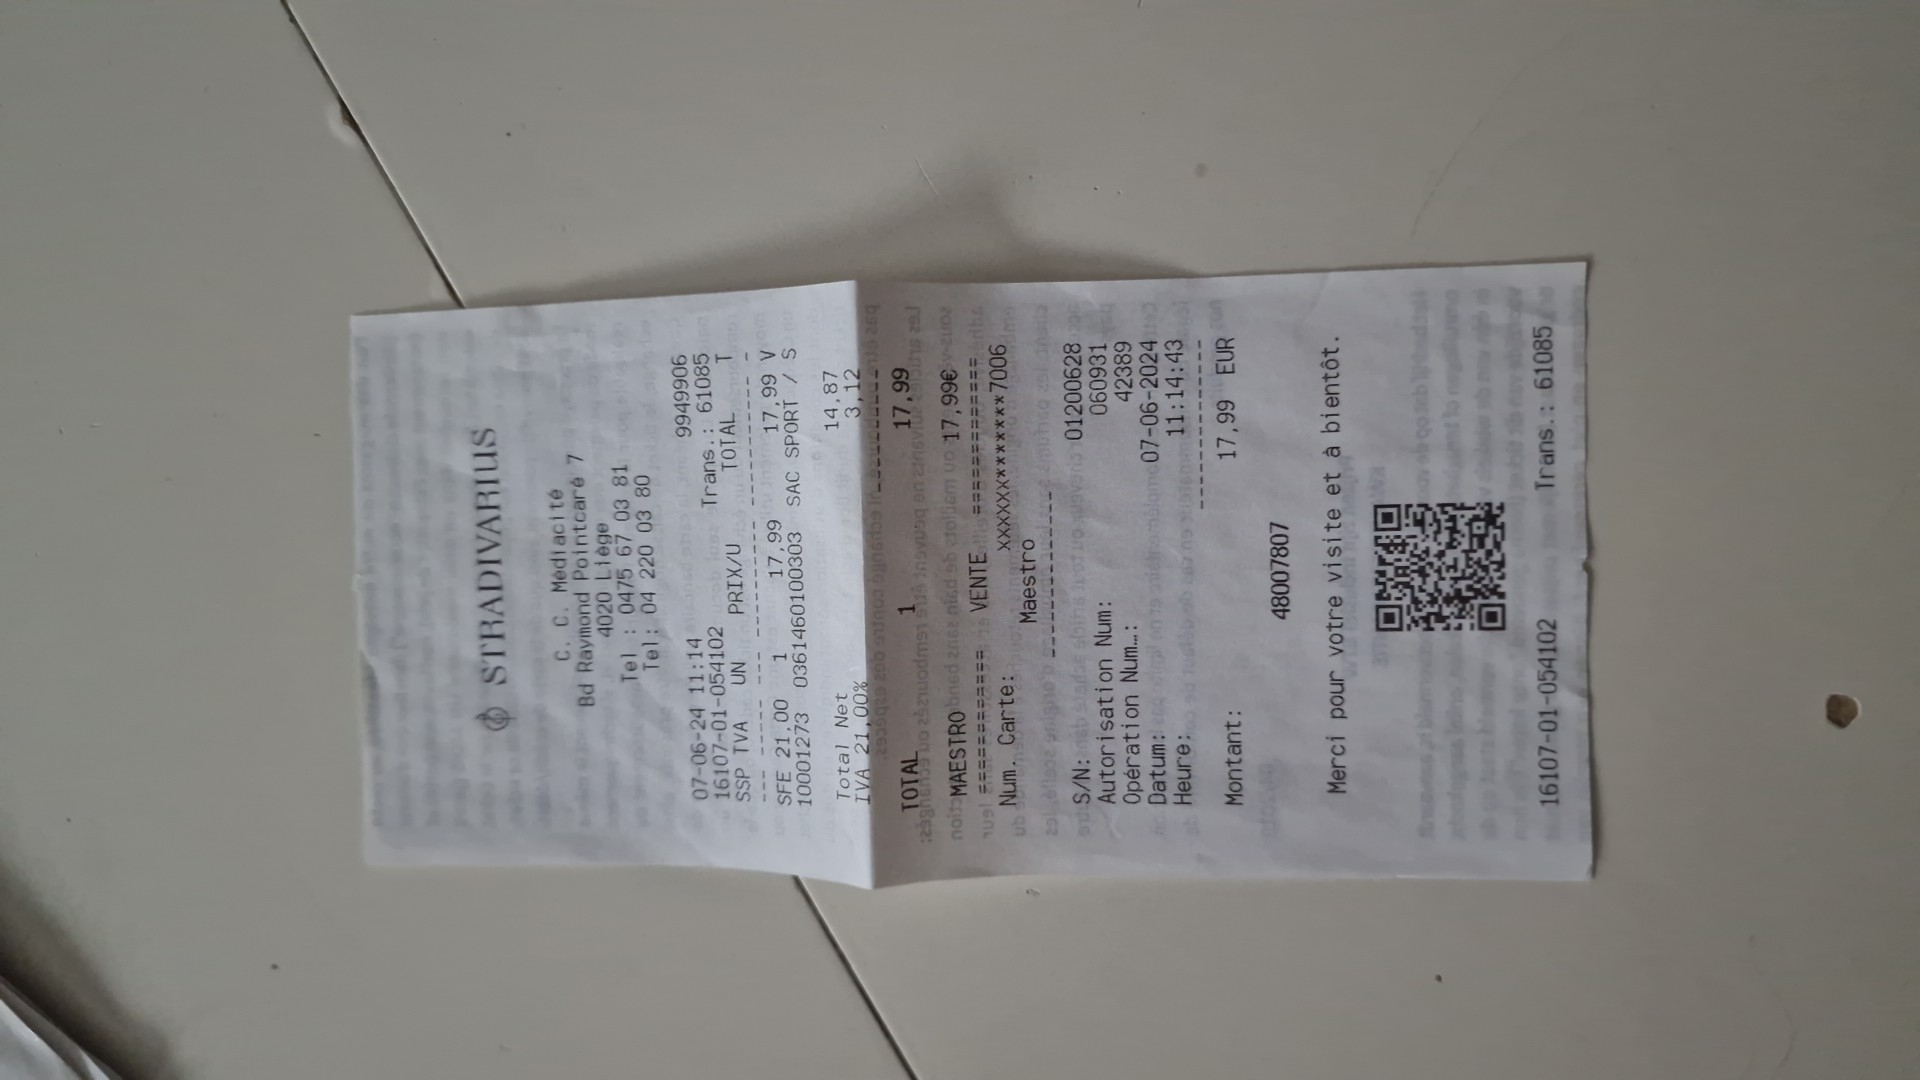 STRADIVARIUS
C. C. Mediacité
Bd Raymond Pointcaré 7
4020 Liège
Tel : 0475 67 03 81
Tel : 04 220 03 80
9949906
07-06-24 11:14
16107-01-054102 Trans.: 61085
SSP TVA UN PRIX/U TOTAL T
SFE 21.00 1 17,99 17,99 V
10001273 0361460100303 SAC SPORT / S
Total Net 14,87
IVA 21,00% 3,12
TOTAL 1 17,99
MAESTRO 17,99€
=========== VENTE ===========
Num. Carte: XXXXXX**********7006
Maestro
S/N: 01200628
Autorisation Num: 060931
Opération Num…: 42389
Datum: 07-06-2024
Heure: 11:14:43
Montant: 17,99 EUR
48007807
Merci pour votre visite et à bientôt.
16107-01-054102 Trans.: 61085